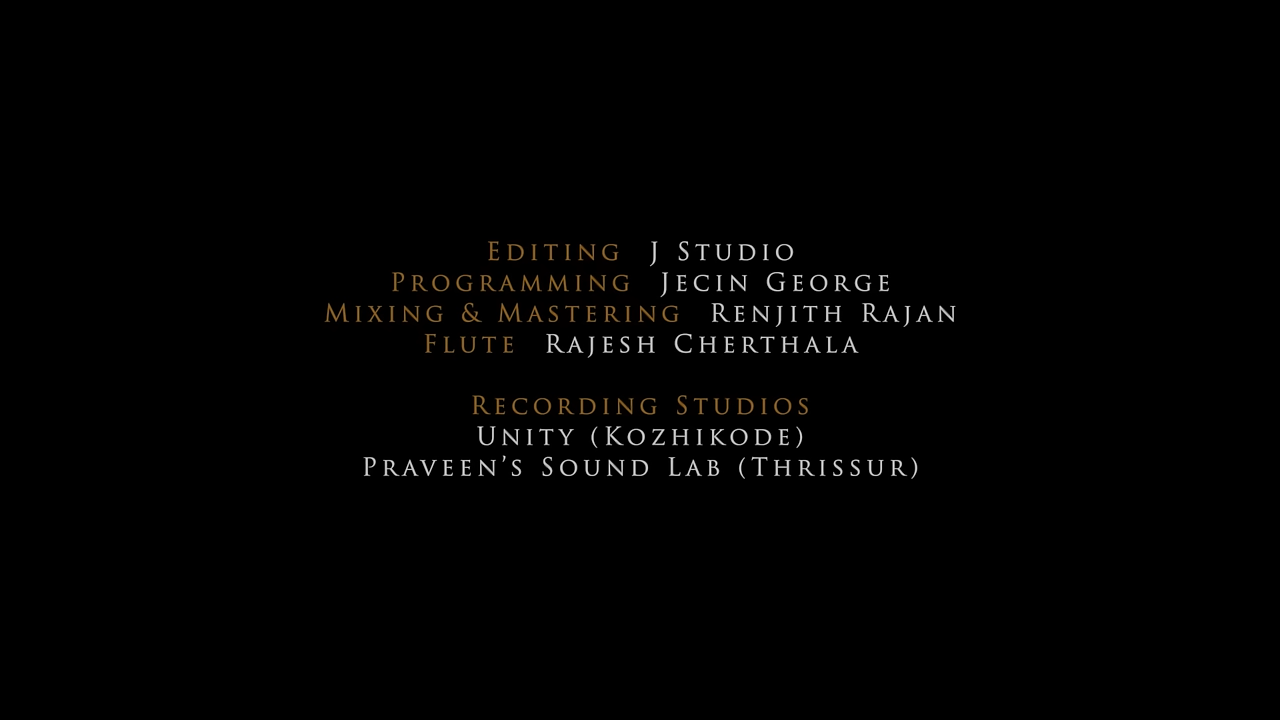 Editing J Studio
Programming Jecin George
Mixing & Mastering Renjith Rajan
Flute Rajesh Cherthala
Recording Studios
Unity (Kozhikode)
Praveen's Sound Lab (Thrissur)